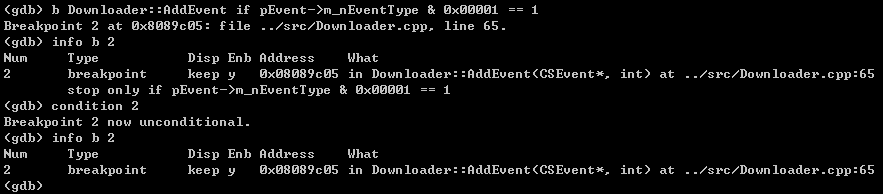 (gdb) b Downloader::AddEvent if pEvent->m_nEventType & 0x00001 == 1
Breakpoint 2 at 0x8089c05: file ../src/Downloader.cpp, line 65.
(gdb) info b 2
Num     Type           Disp Enb Address    What
2       breakpoint     keep y   0x08089c05 in Downloader::AddEvent(CSEvent*, int) at ../src/Downloader.cpp:65
        stop only if pEvent->m_nEventType & 0x00001 == 1
(gdb) condition 2
Breakpoint 2 now unconditional.
(gdb) info b 2
Num     Type           Disp Enb Address    What
2       breakpoint     keep y   0x08089c05 in Downloader::AddEvent(CSEvent*, int) at ../src/Downloader.cpp:65
(gdb)